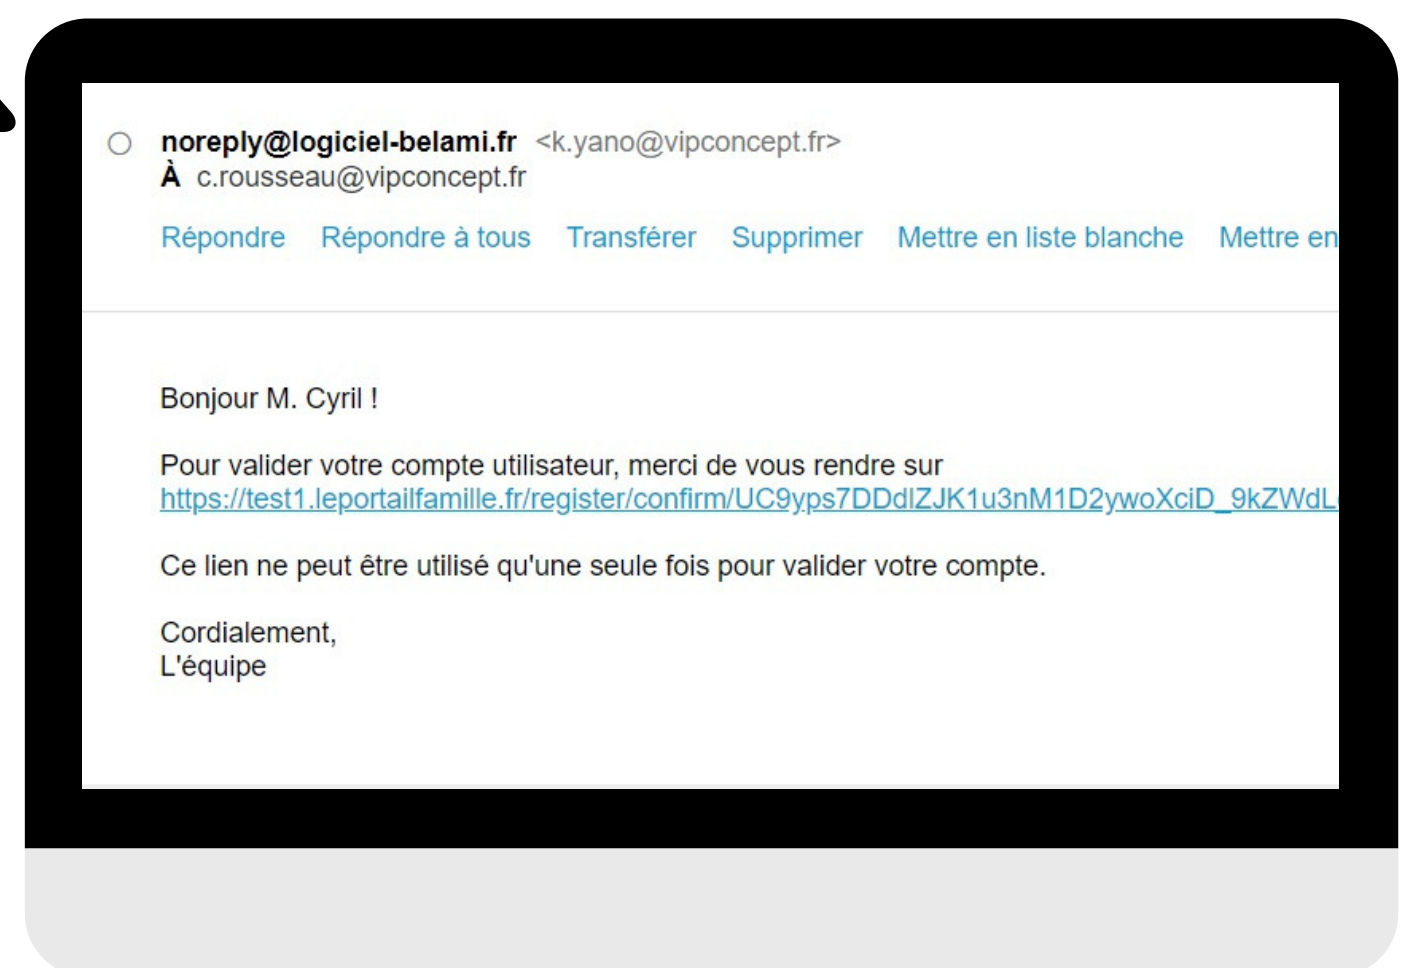 noreply@logiciel-belami.fr <k.yano@vipconcept.fr>
À c.rousseau@vipconcept.fr
Répondre Répondre à tous Transférer Supprimer Mettre en liste blanche Mettre en
Bonjour M. Cyril !
Pour valider votre compte utilisateur, merci de vous rendre sur
https://test1.leportailfamille.fr/register/confirm/UC9yps7DDdlZJK1u3nM1D2ywoXciD_9kZWdL
Ce lien ne peut être utilisé qu'une seule fois pour valider votre compte.
Cordialement,
L'équipe